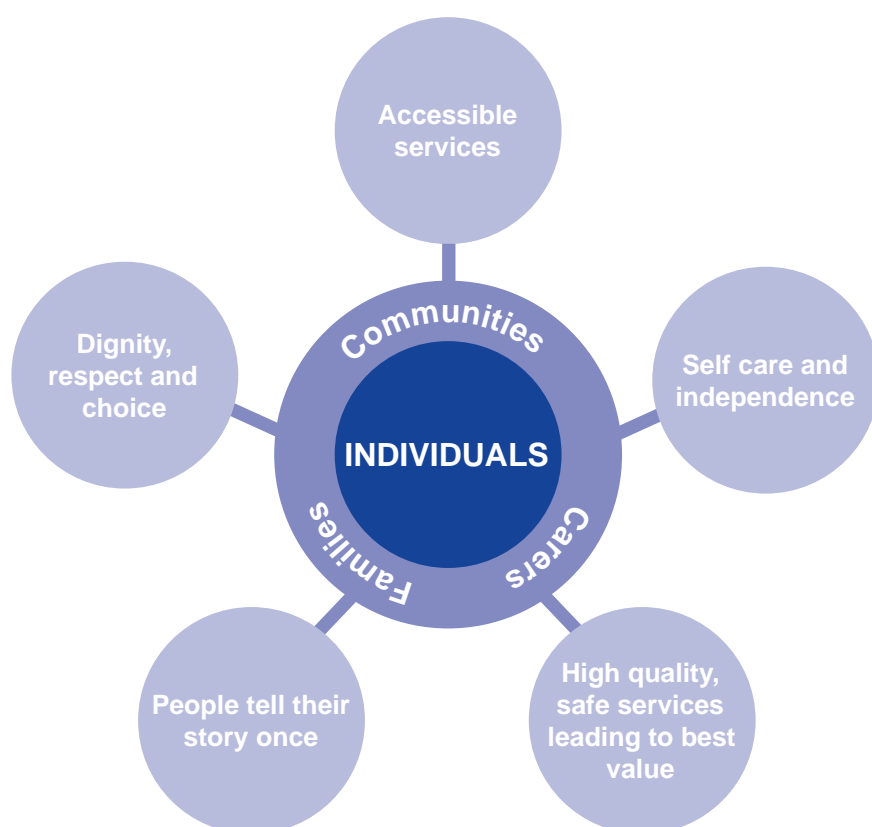 Accessible
services
Communities
Dignity,
respect and
choice
Self care and
independence
INDIVIDUALS
Families
Carers
People tell their
story once
High quality,
safe services
leading to best
value